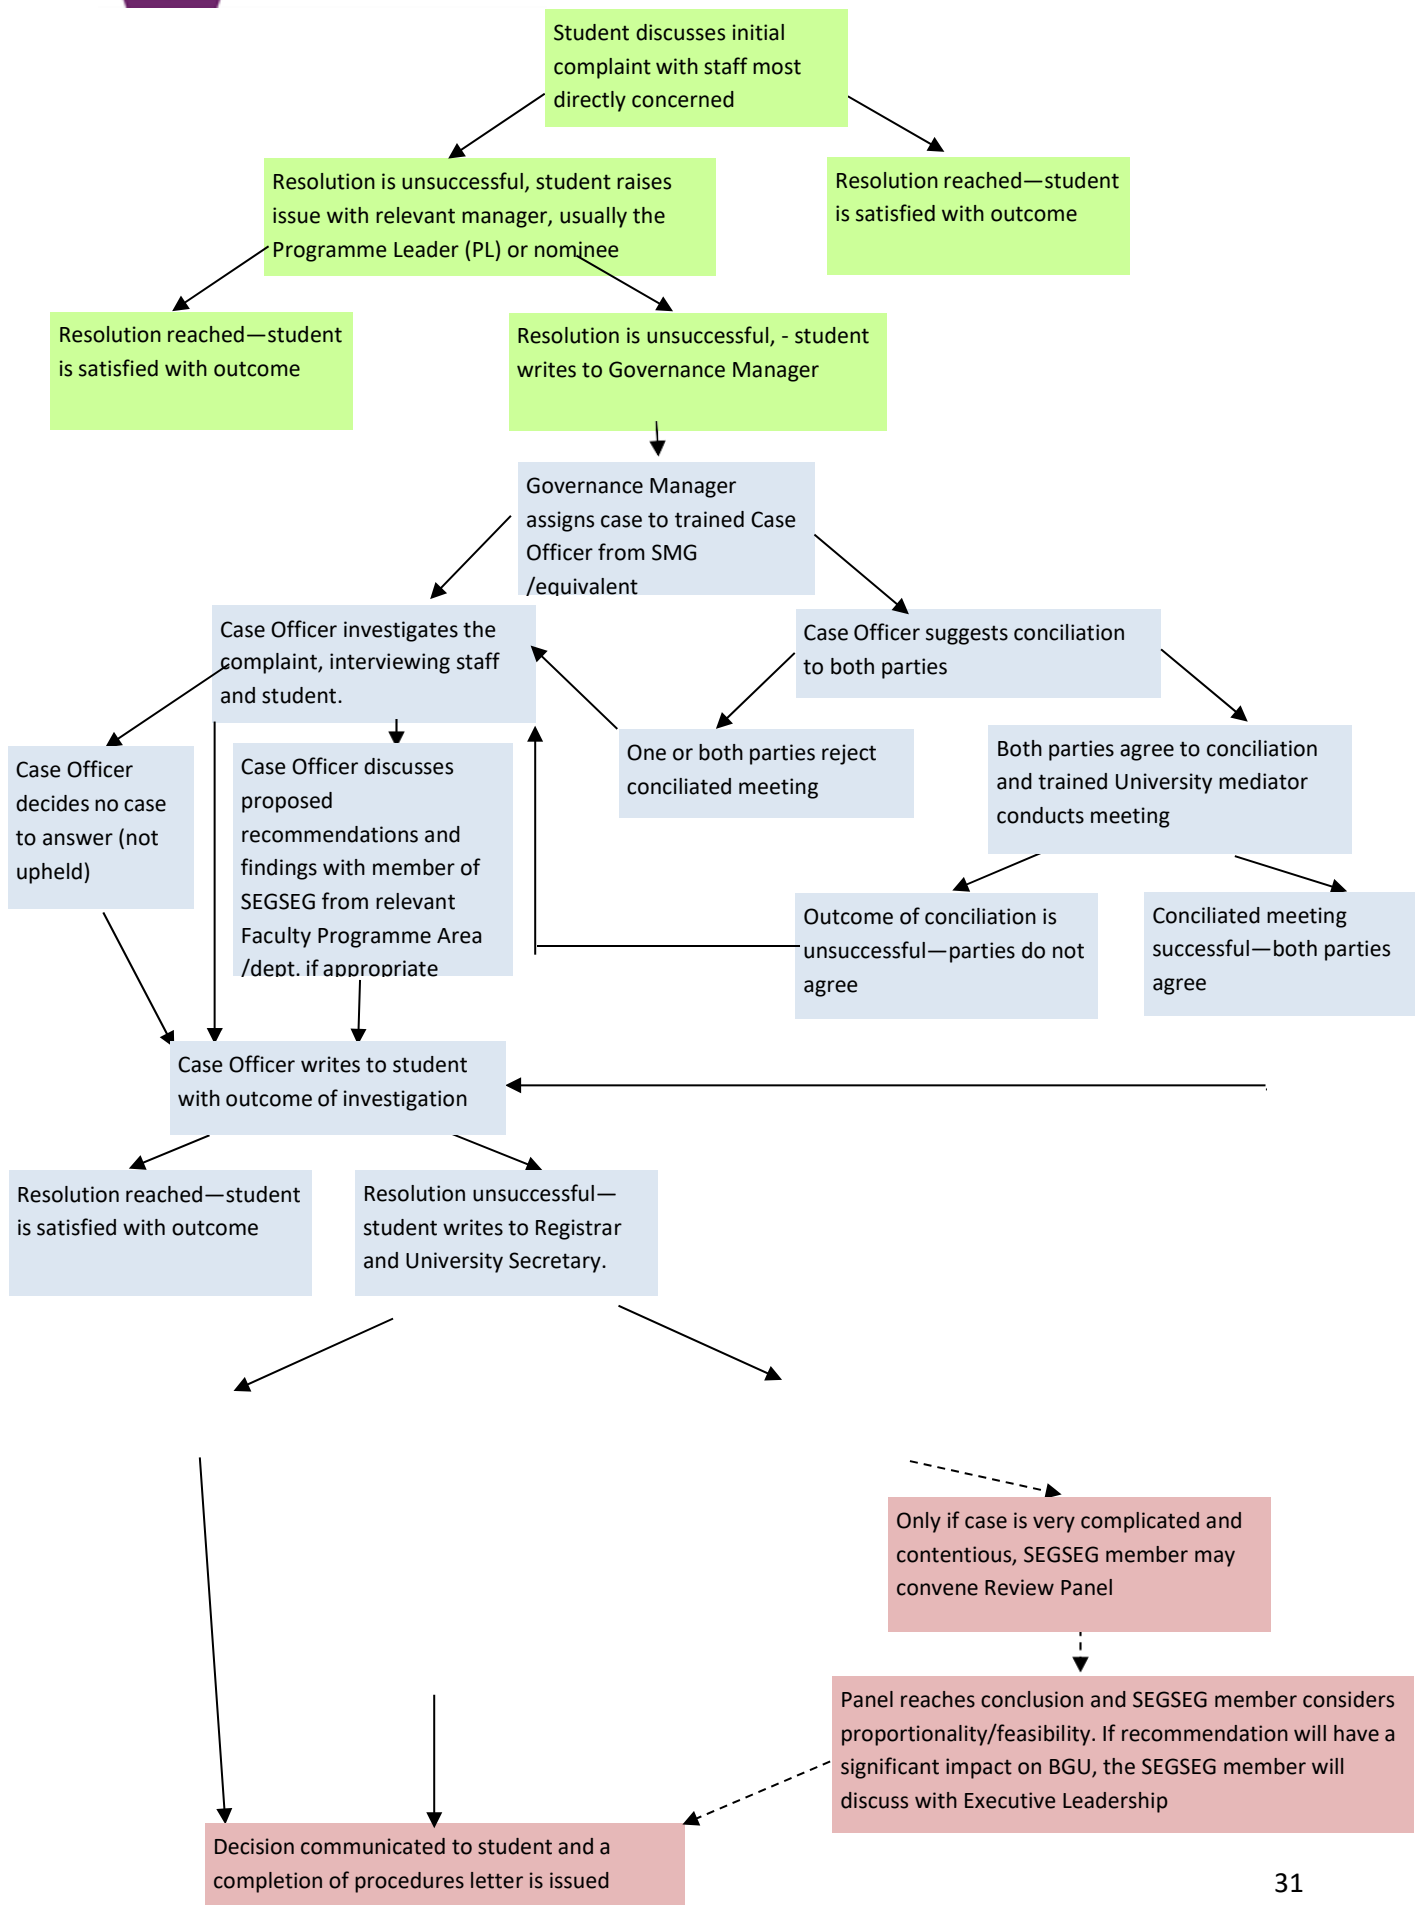 Student discusses initial
complaint with staff most
directly concerned
Resolution is unsuccessful, student raises
issue with relevant manager, usually the
Programme Leader (PL) or nominee
Resolution reached—student
is satisfied with outcome
Resolution reached—student
is satisfied with outcome
Resolution is unsuccessful, - student
writes to Governance Manager
Governance Manager
assigns case to trained Case
Officer from SMG
/equivalent
Case Officer investigates the
complaint, interviewing staff
and student.
Case Officer suggests conciliation
to both parties
Case Officer
decides no case
to answer (not
upheld)
Case Officer discusses
proposed
recommendations and
findings with member of
SEGSEG from relevant
Faculty Programme Area
/dept. if appropriate
One or both parties reject
conciliated meeting
Both parties agree to conciliation
and trained University mediator
conducts meeting
Outcome of conciliation is
unsuccessful—parties do not
agree
Conciliated meeting
successful—both parties
agree
Case Officer writes to student
with outcome of investigation
Resolution reached—student
is satisfied with outcome
Resolution unsuccessful—
student writes to Registrar
and University Secretary.
Only if case is very complicated and
contentious, SEGSEG member may
convene Review Panel
Panel reaches conclusion and SEGSEG member considers
proportionality/feasibility. If recommendation will have a
significant impact on BGU, the SEGSEG member will
discuss with Executive Leadership
Decision communicated to student and a
completion of procedures letter is issued
31